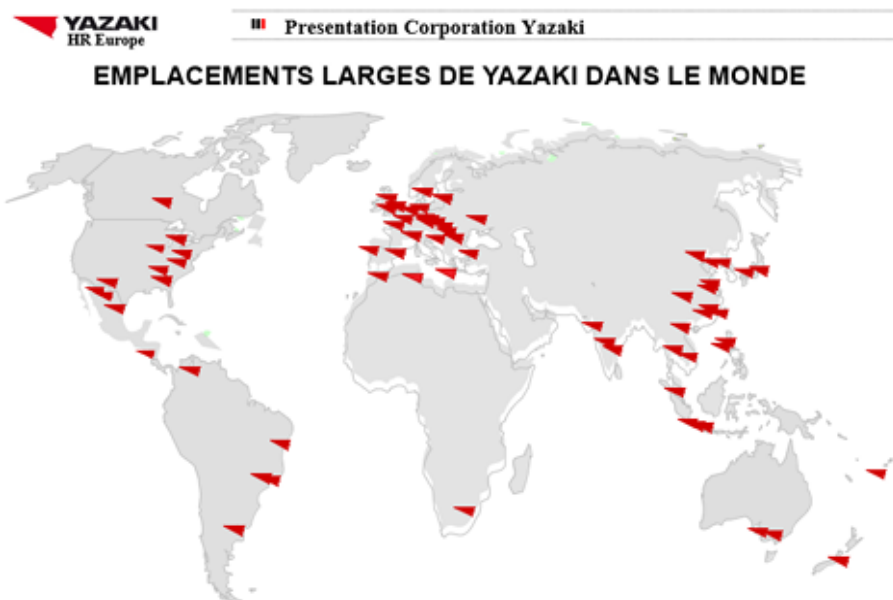 YAZAKI
HR Europe
Presentation Corporation Yazaki
EMPLACEMENTS LARGES DE YAZAKI DANS LE MONDE